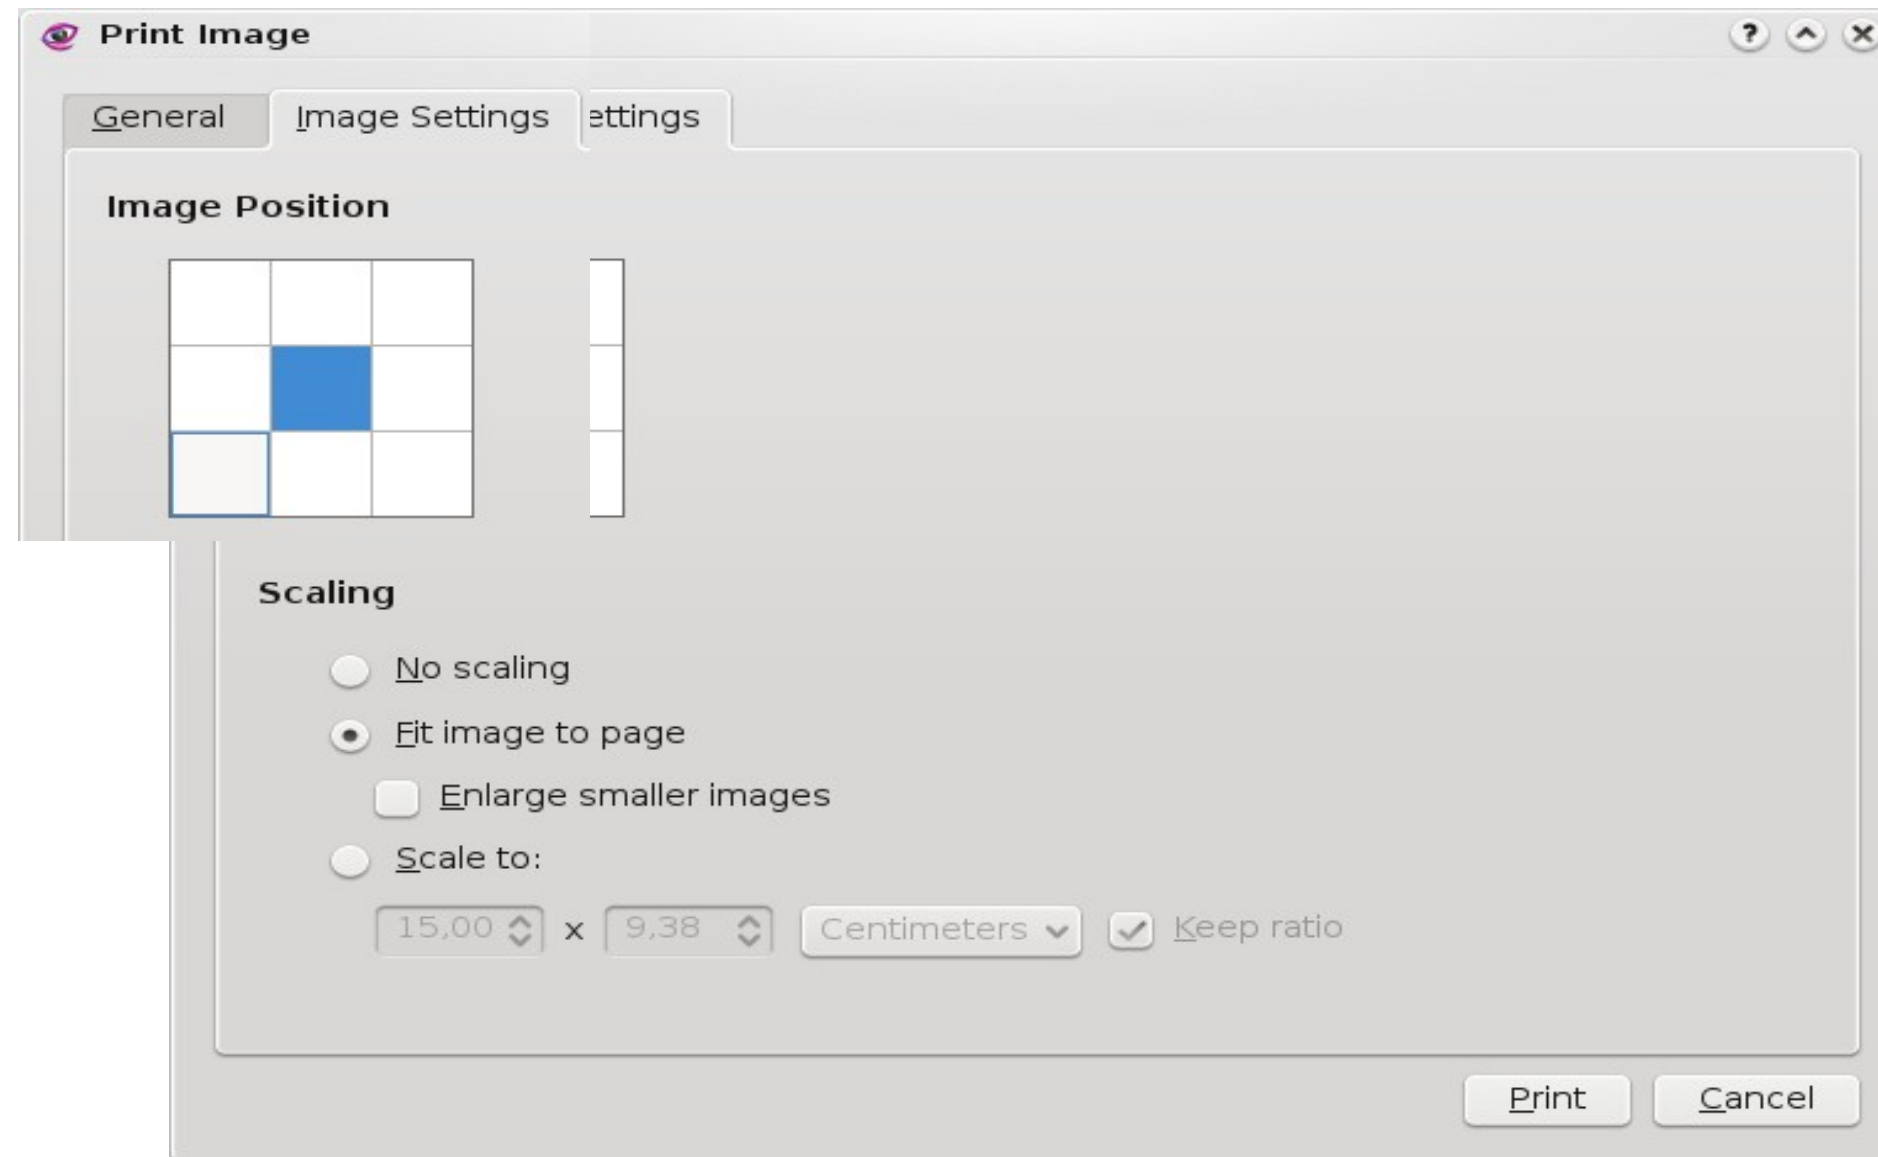 Print Image
General Image Settings ettings
Image Position
Scaling
No scaling
Fit image to page
Enlarge smaller images
Scale to:
15,00 x 9,38 Centimeters Keep ratio
Print Cancel